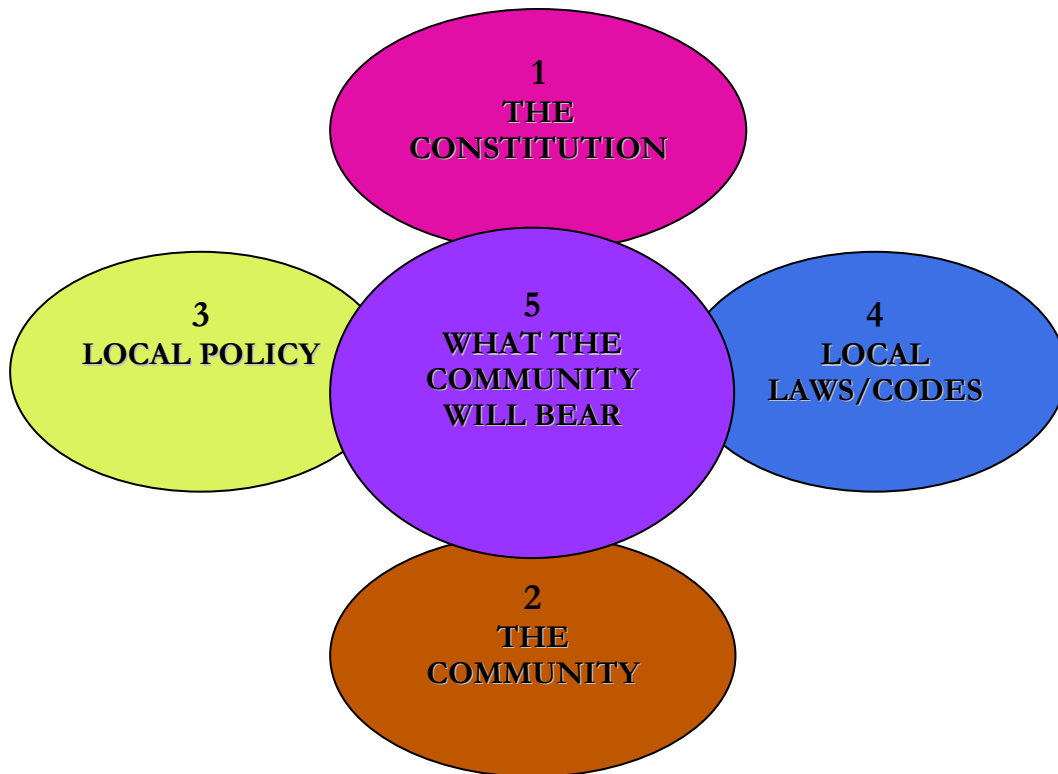 1
THE
CONSTITUTION
3
LOCAL POLICY
5
WHAT THE
COMMUNITY
WILL BEAR
4
LOCAL
LAWS/CODES
2
THE
COMMUNITY